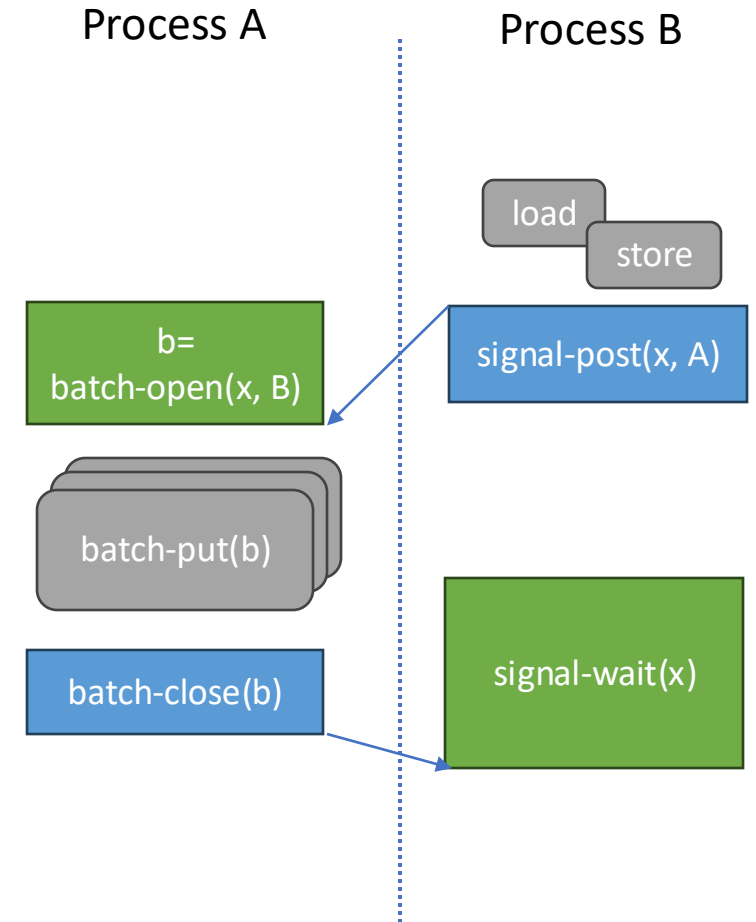 Process A
Process B
load
store
b=
batch-open(x, B)
signal-post(x, A)
batch-put(b)
batch-close(b)
signal-wait(x)